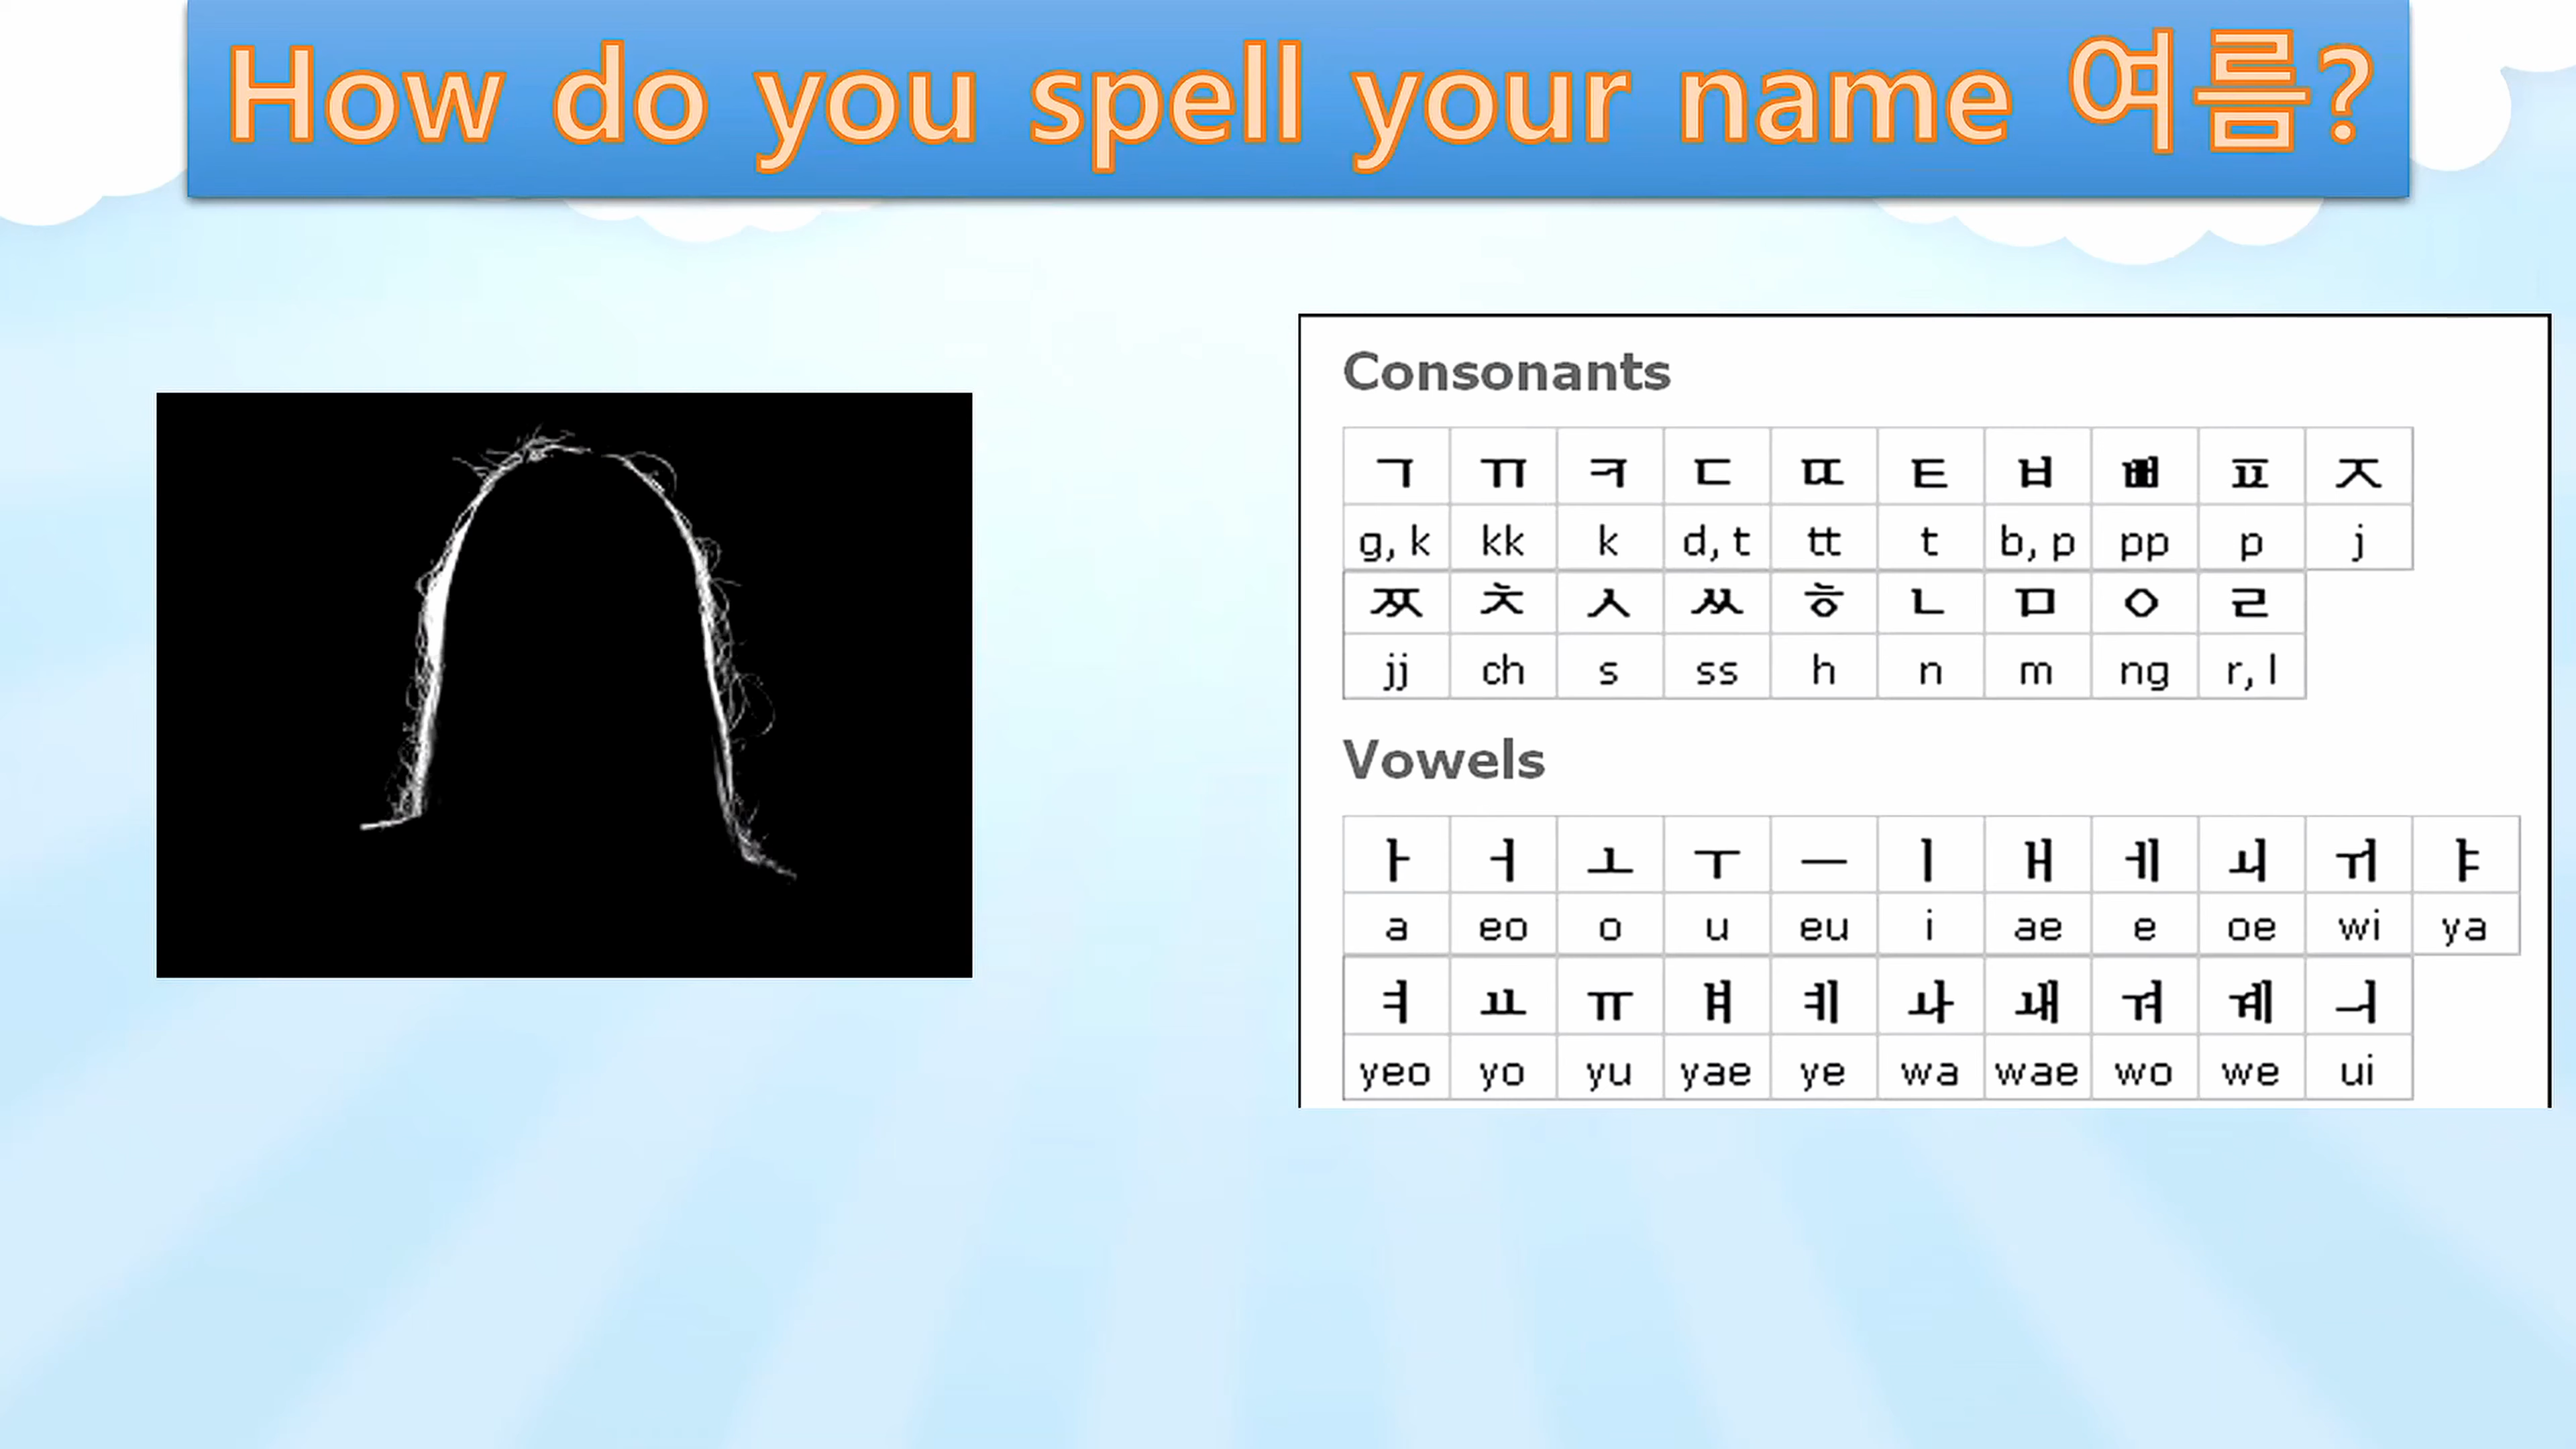 How do you spell your name 여름?
Consonants
ㄱ ㄲ ㅋ ㄷ ㄸ ㅌ ㅂ ㅃ ㅍ ㅈ
g, k kk k d, t tt t b, p pp p j
ㅉ ㅊ ㅅ ㅆ ㅎ ㄴ ㅁ ㅇ ㄹ
jj ch s ss h n m ng r, l
Vowels
ㅏ ㅓ ㅗ ㅜ ㅡ ㅣ ㅐ ㅔ ㅚ ㅟ ㅑ
a eo o u eu i ae e oe wi ya
ㅕ ㅛ ㅠ ㅒ ㅖ ㅘ ㅙ ㅝ ㅞ ㅢ
yeo yo yu yae ye wa wae wo we ui